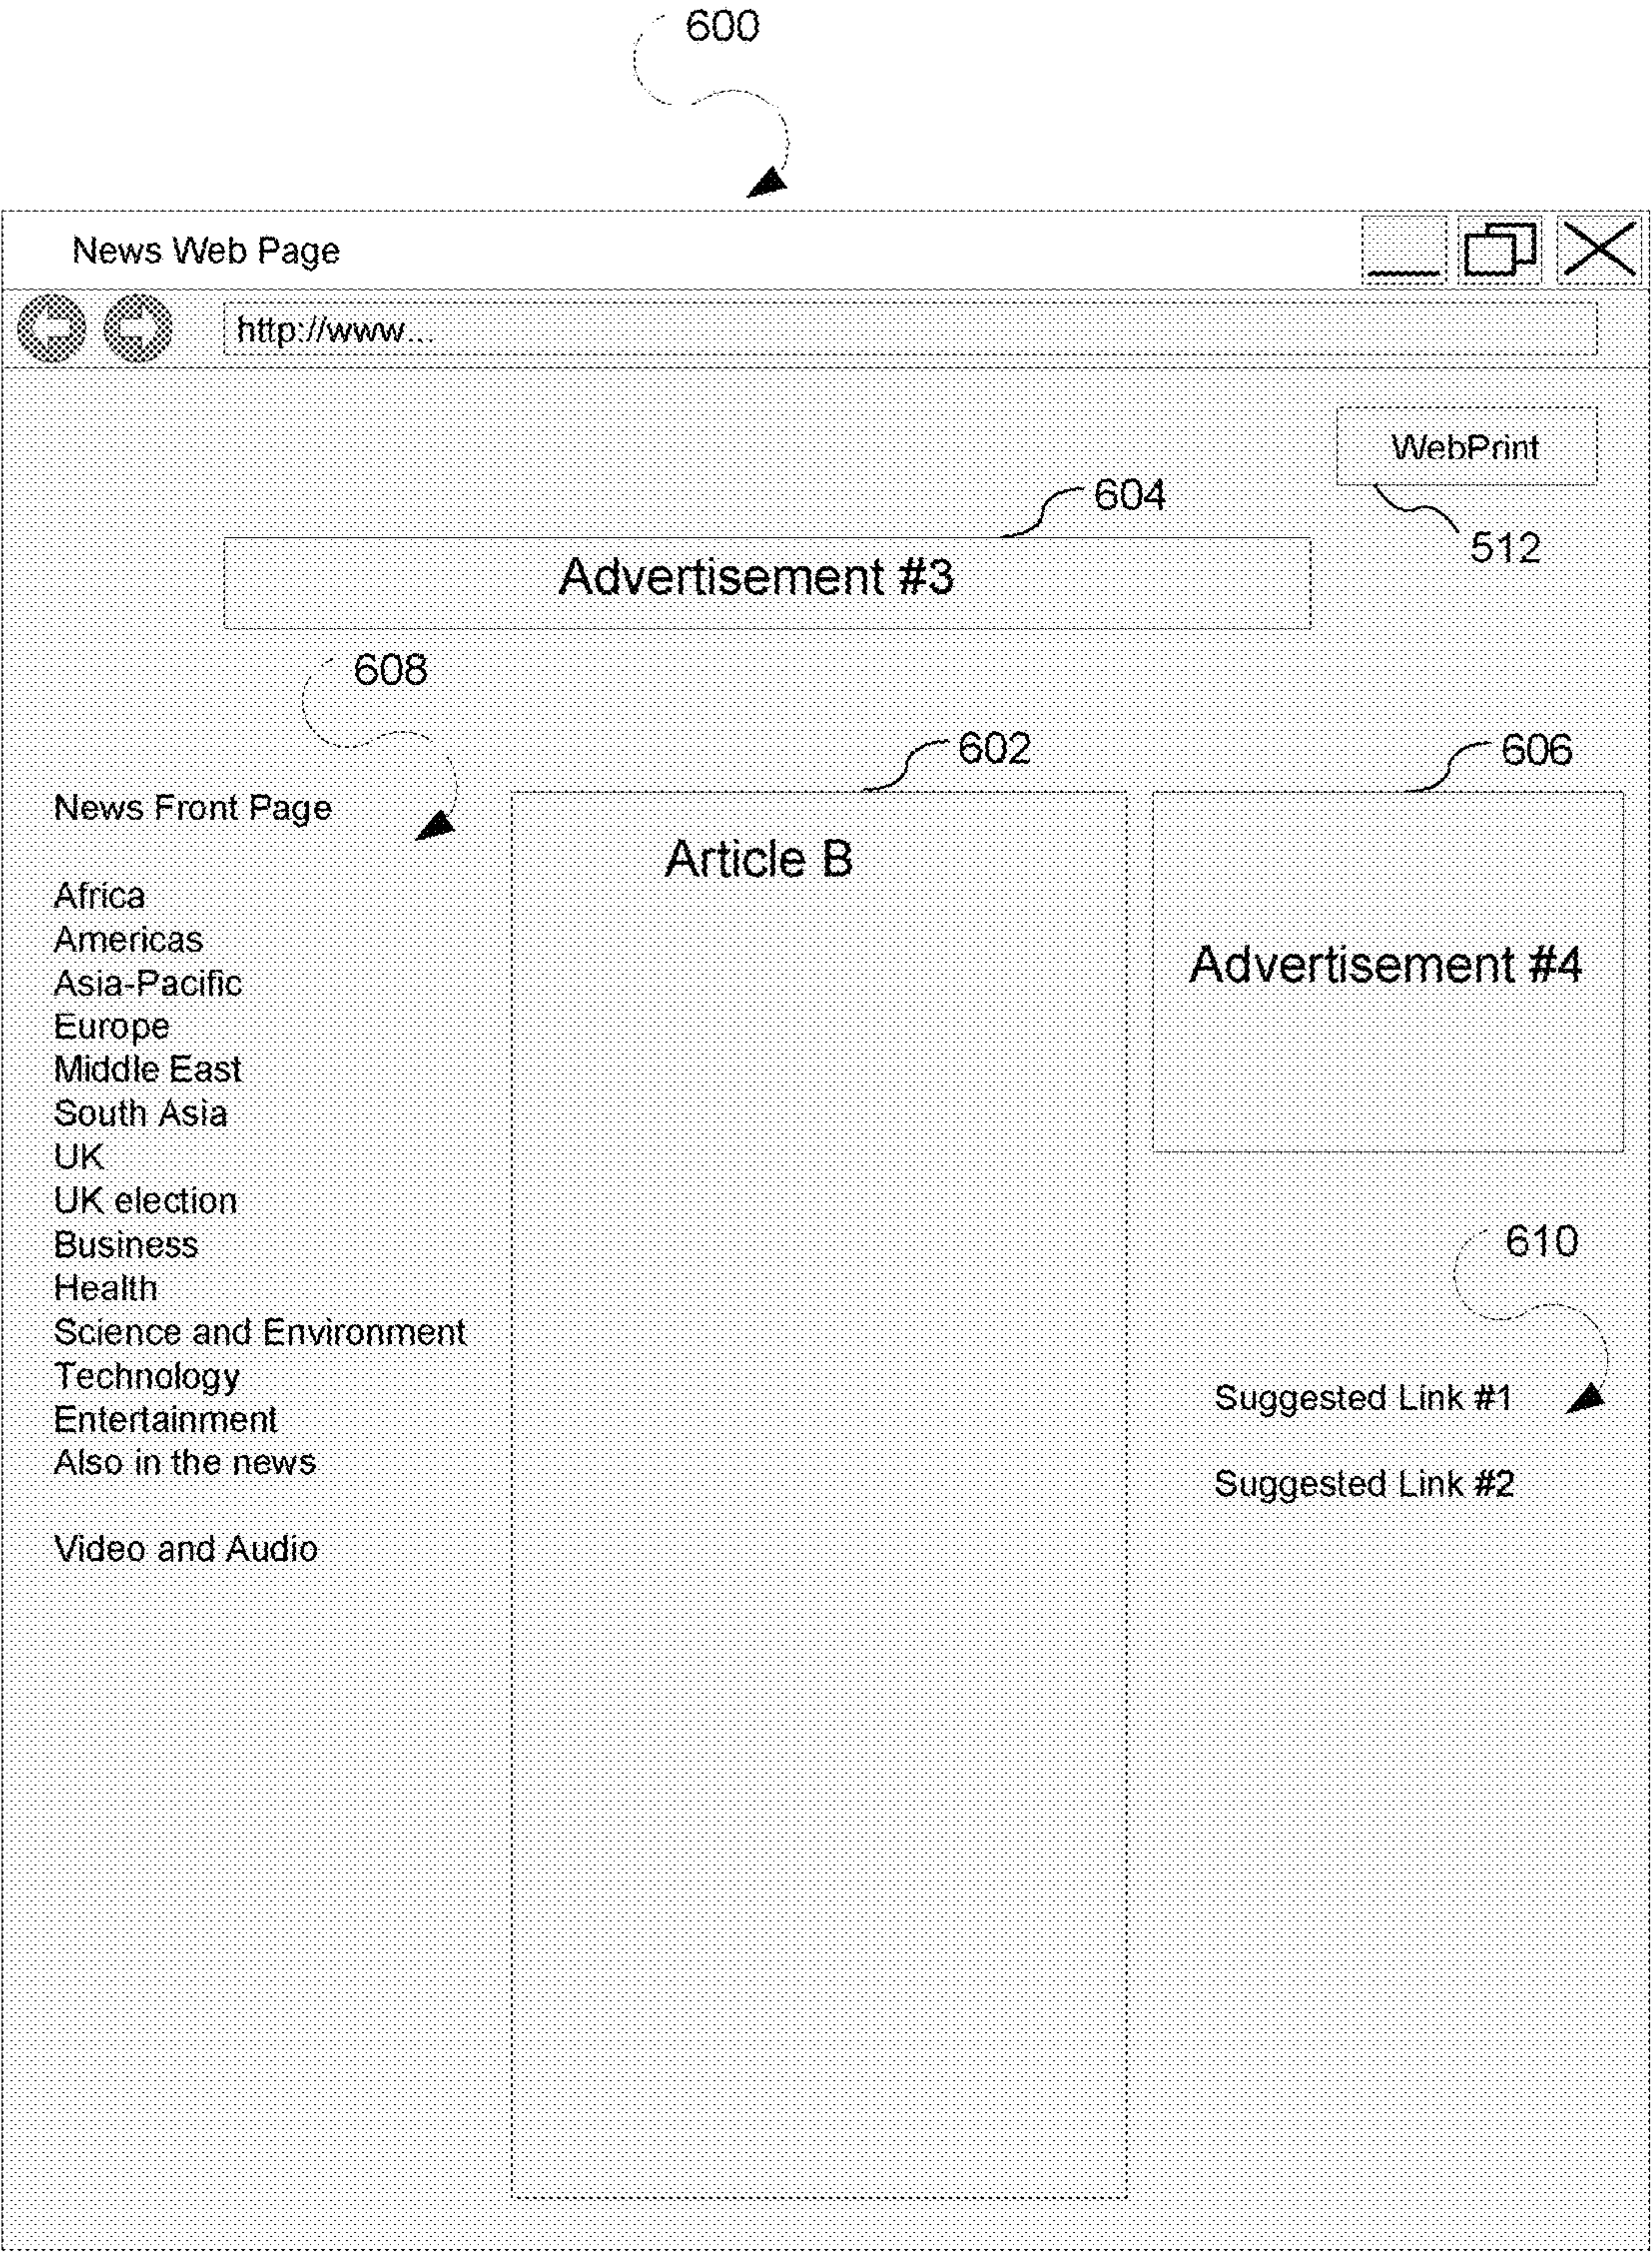 600
News Web Page
http://www...
WebPrint
604
512
Advertisement #3
608
602
606
News Front Page
Africa
Americas
Asia-Pacific
Europe
Middle East
South Asia
UK
UK election
Business
Health
Science and Environment
Technology
Entertainment
Also in the news
Video and Audio
Article B
Advertisement #4
610
Suggested Link #1
Suggested Link #2